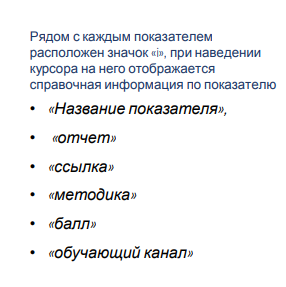 Рядом с каждым показателем
расположен значок «i», при наведении
курсора на него отображается
справочная информация по показателю
• «Название показателя»,
• «отчет»
• «ссылка»
• «методика»
• «балл»
• «обучающий канал»